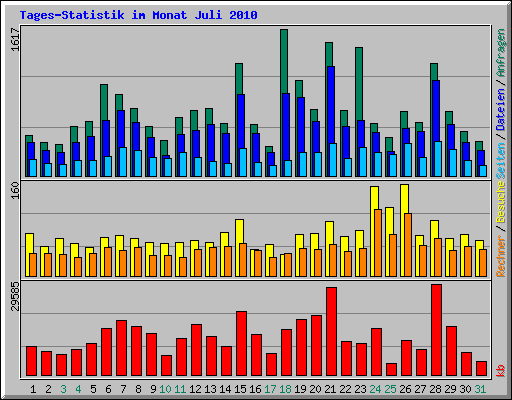 Tages-Statistik im Monat Juli 2010
1617
160
29585
Rechner / Besuche Seiten / Dateien / Anfragen
kb
1 2 3 4 5 6 7 8 9 10 11 12 13 14 15 16 17 18 19 20 21 22 23 24 25 26 27 28 29 30 31